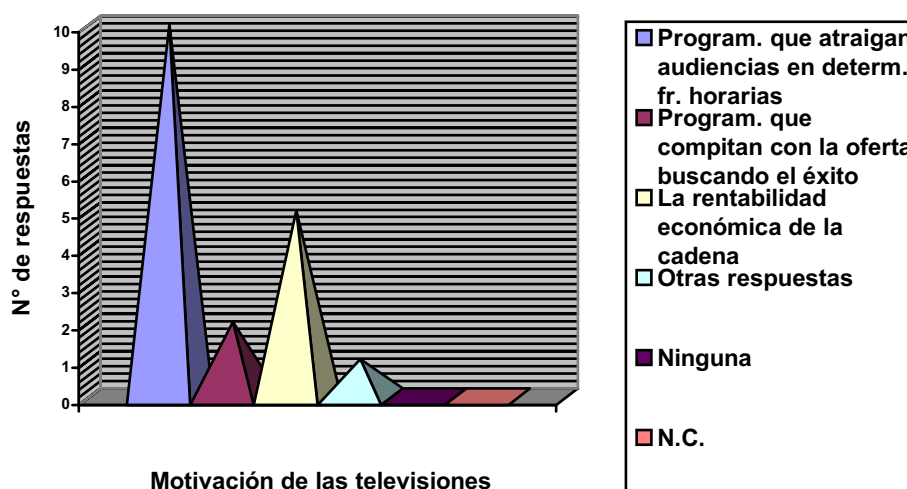 10
9
8
7
6
5
4
3
2
1
0
N° de respuestas
Motivación de las televisiones
Program. que atraigan
audiencias en determ.
fr. horarias
Program. que
compitan con la oferta
buscando el éxito
La rentabilidad
económica de la
cadena
Otras respuestas
Ninguna
N.C.